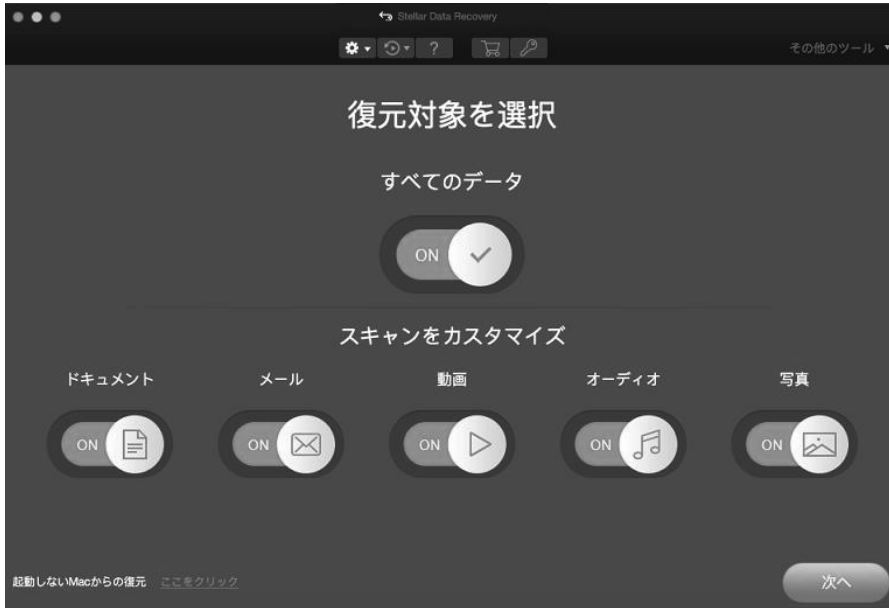 Stellar Data Recovery
?
その他のツール
復元対象を選択
すべてのデータ
ON
スキャンをカスタマイズ
ドキュメント メール 動画 オーディオ 写真
ON ON ON ON ON
起動しないMacからの復元 ここをクリック
次へ